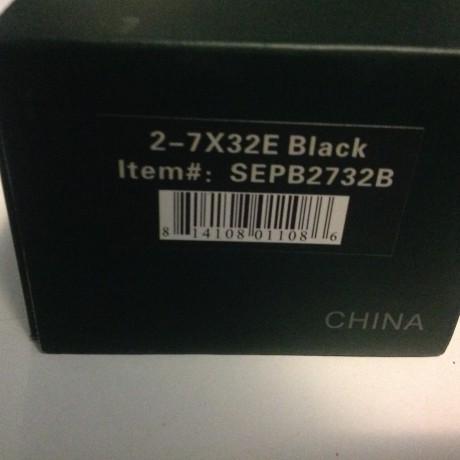 2-7X32E Black
Item#: SEPB2732B
8 14108 01108 6
CHINA